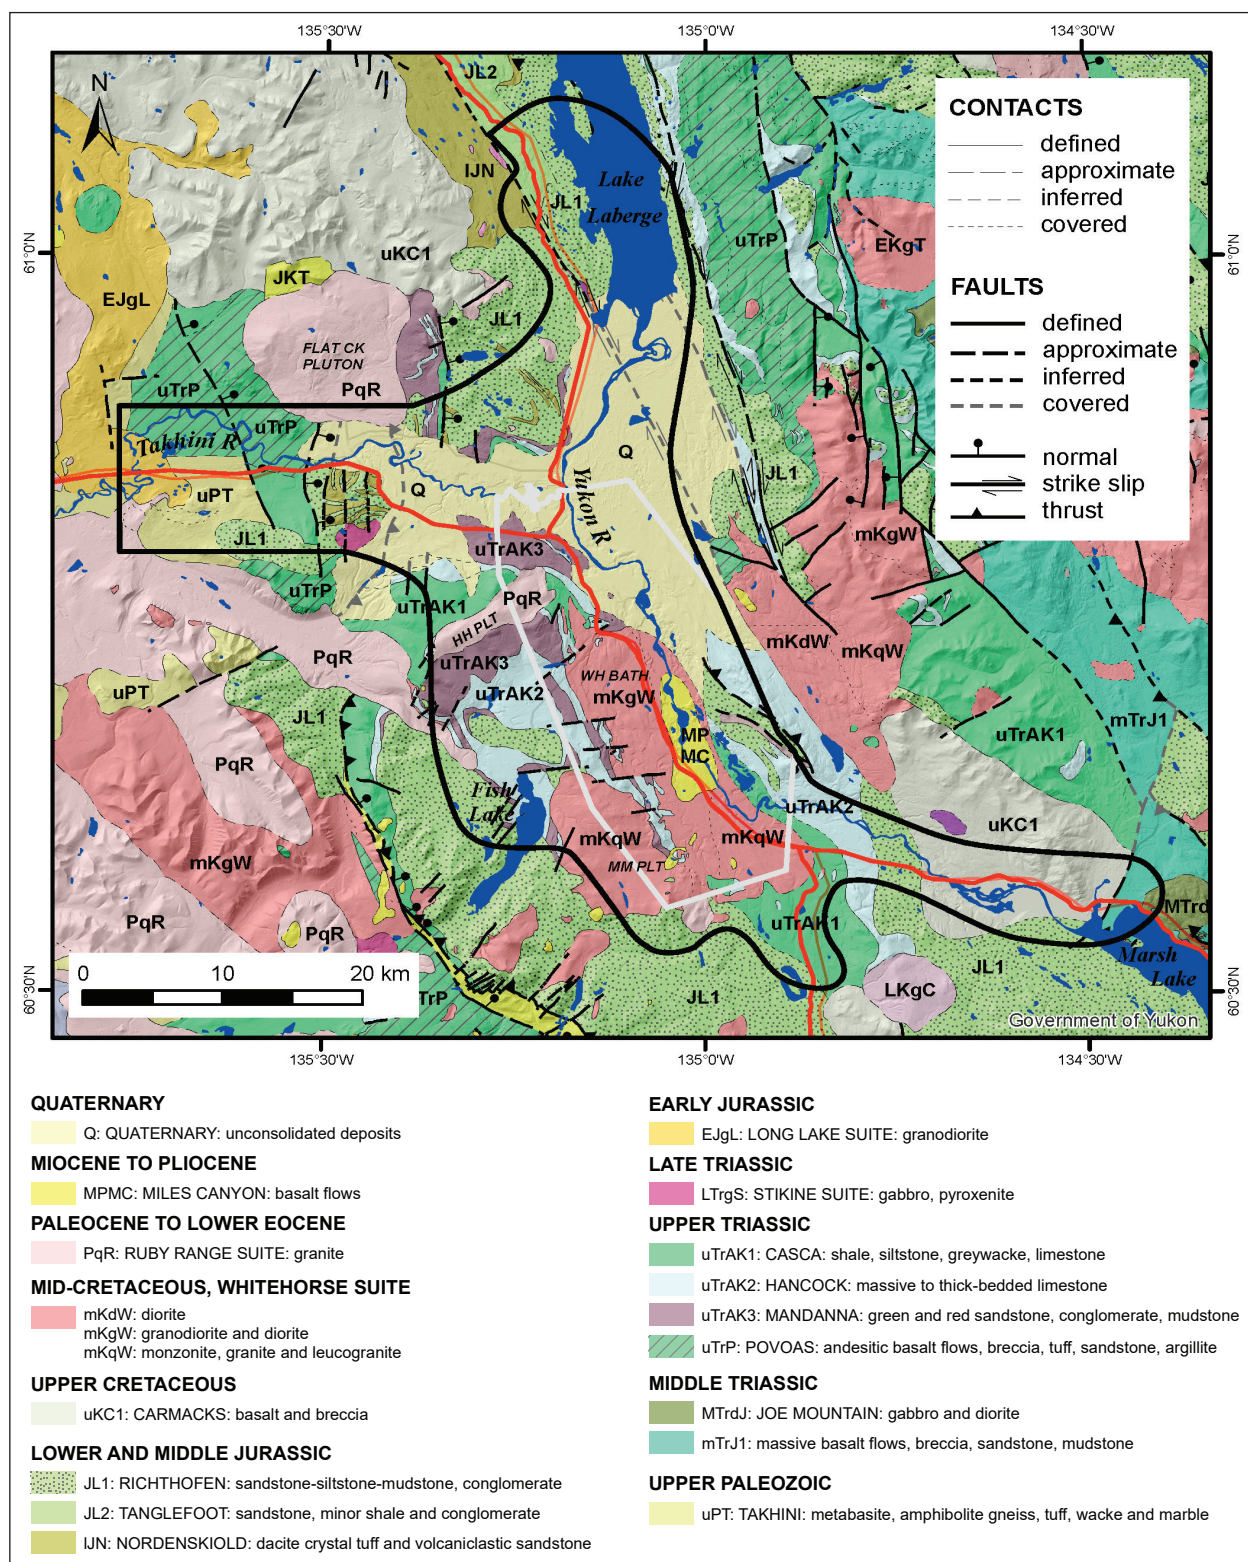 135°30'W
135°0'W
134°30'W
N
JL2
CONTACTS
defined
approximate
inferred
covered
FAULTS
defined
approximate
inferred
covered
normal
strike slip
thrust
IJN
Lake
Laberge
JL1
uTrP
EKgT
61°0'N
61°0'N
uKC1
JKT
EJgL
JL1
FLAT CK
PLUTON
PqR
uTrP
uTrP
Takhini R
Q
JL1
uPT
Q
Yukon R
mKgW
JL1
uTrAK3
uTrP
uTrAK1
PqR
HH PLT
mKdW
mKqW
PqR
uTrAK3
WH BATH
mKgW
uPT
uTrAK2
JL1
mTrJ1
uTrAK1
MP
MC
PqR
Fish
Lake
uTrAK2
uKC1
mKqW
mKqW
mKgW
MM PLT
PqR
PqR
uTrAK1
MTrd
Marsh
Lake
JL1
LKgC
JL1
TrP
0 10 20 km
60°30'N
60°30'N
Government of Yukon
135°30'W
135°0'W
134°30'W
QUATERNARY
Q: QUATERNARY: unconsolidated deposits
MIOCENE TO PLIOCENE
MPMC: MILES CANYON: basalt flows
PALEOCENE TO LOWER EOCENE
PqR: RUBY RANGE SUITE: granite
MID-CRETACEOUS, WHITEHORSE SUITE
mKdW: diorite
mKgW: granodiorite and diorite
mKqW: monzonite, granite and leucogranite
UPPER CRETACEOUS
uKC1: CARMACKS: basalt and breccia
LOWER AND MIDDLE JURASSIC
JL1: RICHTHOFEN: sandstone-siltstone-mudstone, conglomerate
JL2: TANGLEFOOT: sandstone, minor shale and conglomerate
IJN: NORDENSKIOLD: dacite crystal tuff and volcaniclastic sandstone
EARLY JURASSIC
EJgL: LONG LAKE SUITE: granodiorite
LATE TRIASSIC
LTrgS: STIKINE SUITE: gabbro, pyroxenite
UPPER TRIASSIC
uTrAK1: CASCA: shale, siltstone, greywacke, limestone
uTrAK2: HANCOCK: massive to thick-bedded limestone
uTrAK3: MANDANNA: green and red sandstone, conglomerate, mudstone
uTrP: POVOAS: andesitic basalt flows, breccia, tuff, sandstone, argillite
MIDDLE TRIASSIC
MTrdJ: JOE MOUNTAIN: gabbro and diorite
mTrJ1: massive basalt flows, breccia, sandstone, mudstone
UPPER PALEOZOIC
uPT: TAKHINI: metabasite, amphibolite gneiss, tuff, wacke and marble